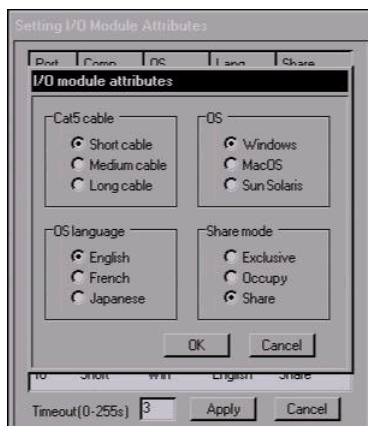 Setting I/O Module Attributes
Port Comp OS Lang Share
I/O module attributes
Cat5 cable
Short cable
Medium cable
Long cable
OS
Windows
MacOS
Sun Solaris
OS language
English
French
Japanese
Share mode
Exclusive
Occupy
Share
OK Cancel
16 Short Win English Share
Timeout(0-255s) 3 Apply Cancel